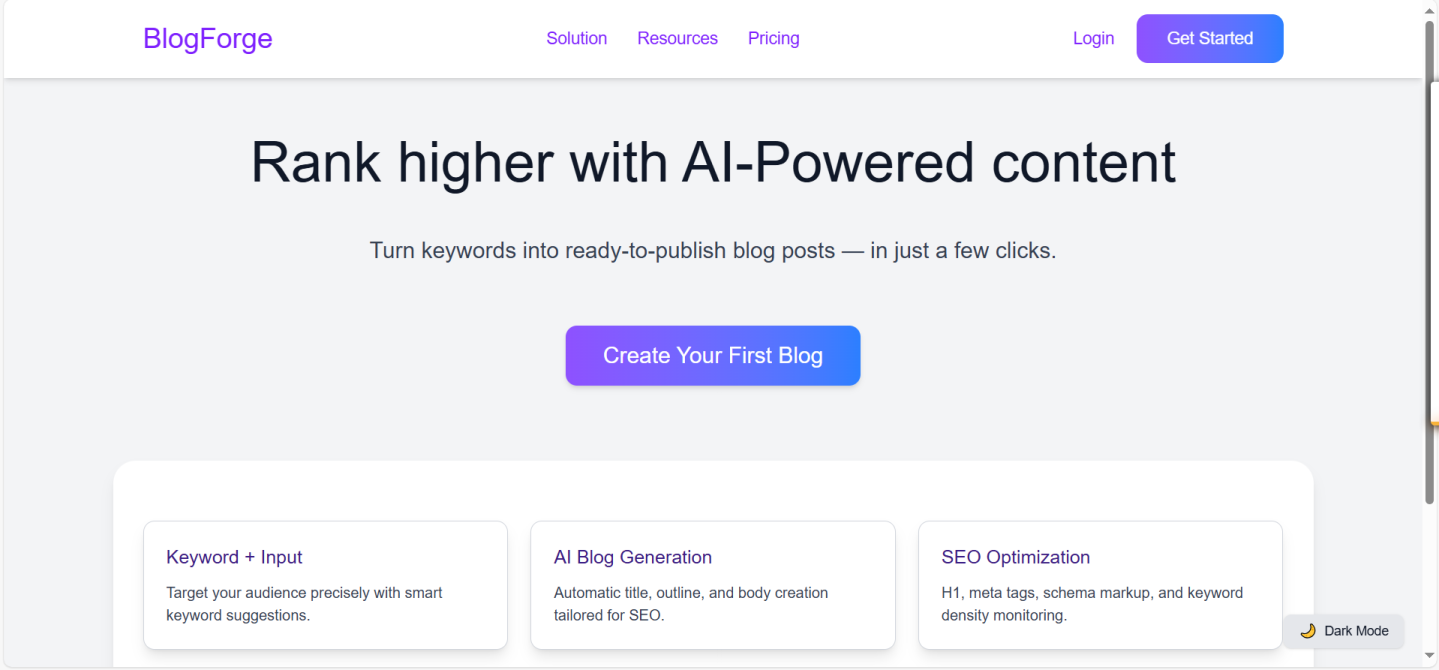 BlogForge
Solution
Resources
Pricing
Login
Get Started
Rank higher with AI-Powered content
Turn keywords into ready-to-publish blog posts — in just a few clicks.
Create Your First Blog
Keyword + Input
Target your audience precisely with smart
keyword suggestions.
AI Blog Generation
Automatic title, outline, and body creation
tailored for SEO.
SEO Optimization
H1, meta tags, schema markup, and keyword
density monitoring.
Dark Mode